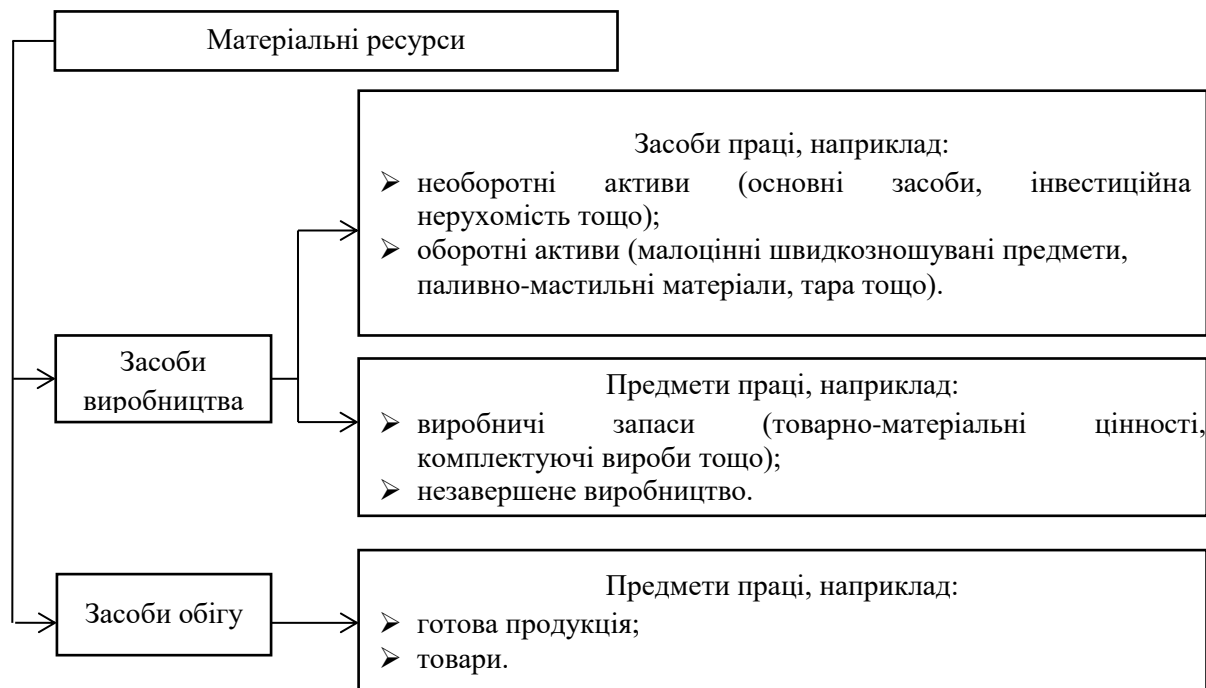 Матеріальні ресурси
Засоби праці, наприклад:
➢ необоротні активи (основні засоби, інвестиційна
нерухомість тощо);
➢ оборотні активи (малоцінні швидкозношувані предмети,
паливно-мастильні матеріали, тара тощо).
Засоби
виробництва
Предмети праці, наприклад:
➢ виробничі запаси (товарно-матеріальні цінності,
комплектуючі вироби тощо);
➢ незавершене виробництво.
Засоби обігу
Предмети праці, наприклад:
➢ готова продукція;
➢ товари.